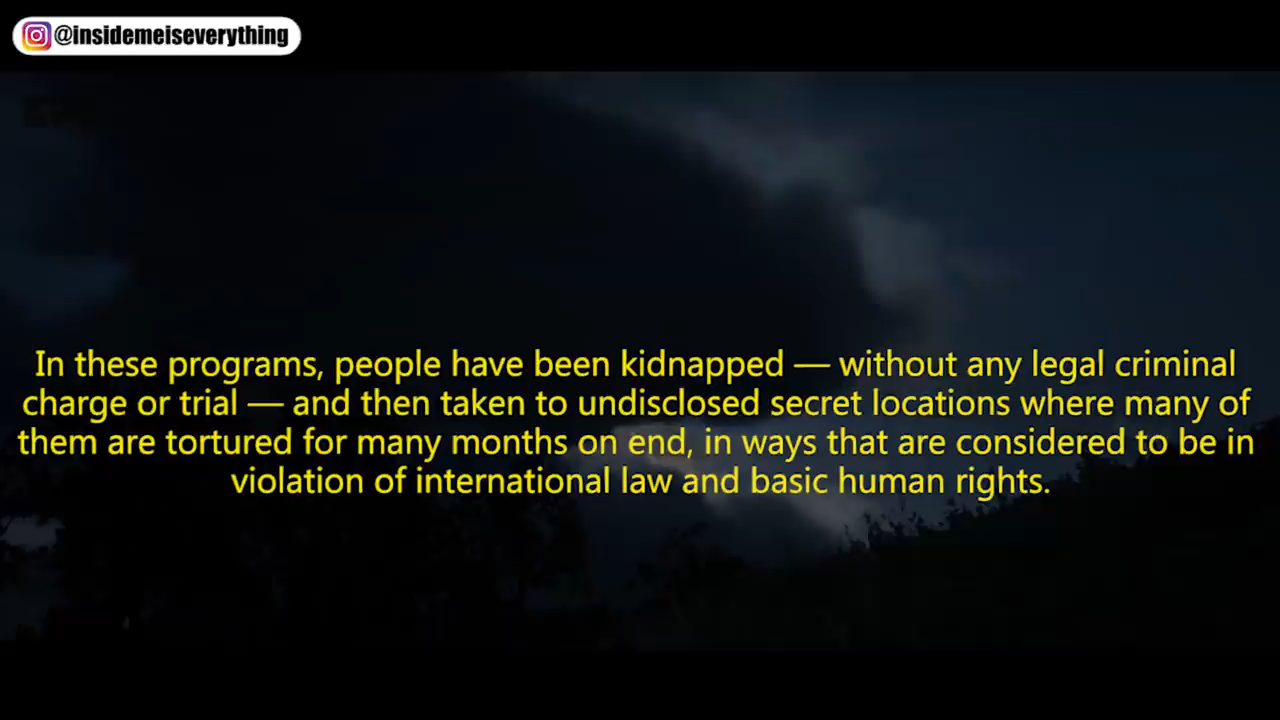 @insidemeiseverything
In these programs, people have been kidnapped — without any legal criminal
charge or trial — and then taken to undisclosed secret locations where many of
them are tortured for many months on end, in ways that are considered to be in
violation of international law and basic human rights.